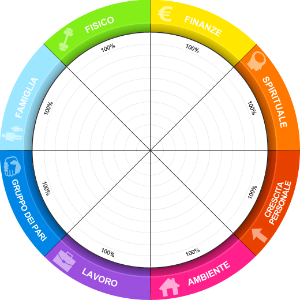 FISICO
FINANZE
SPIRITUALE
CRESCITA
PERSONALE
AMBIENTE
LAVORO
GRUPPO DEI PARI
FAMIGLIA
100%
100%
100%
100%
100%
100%
100%
100%